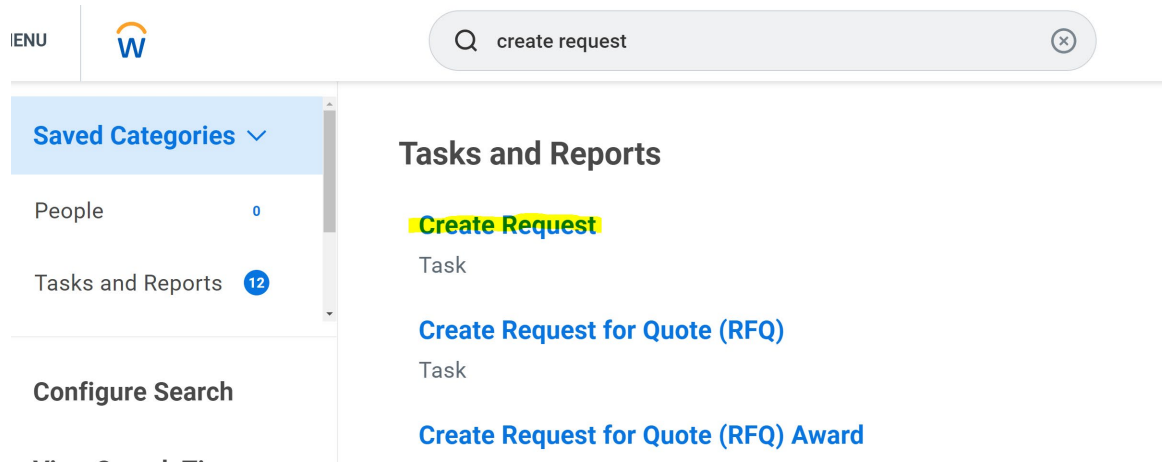 ENU
create request
Saved Categories
People 0
Tasks and Reports 12
Configure Search
Tasks and Reports
Create Request
Task
Create Request for Quote (RFQ)
Task
Create Request for Quote (RFQ) Award